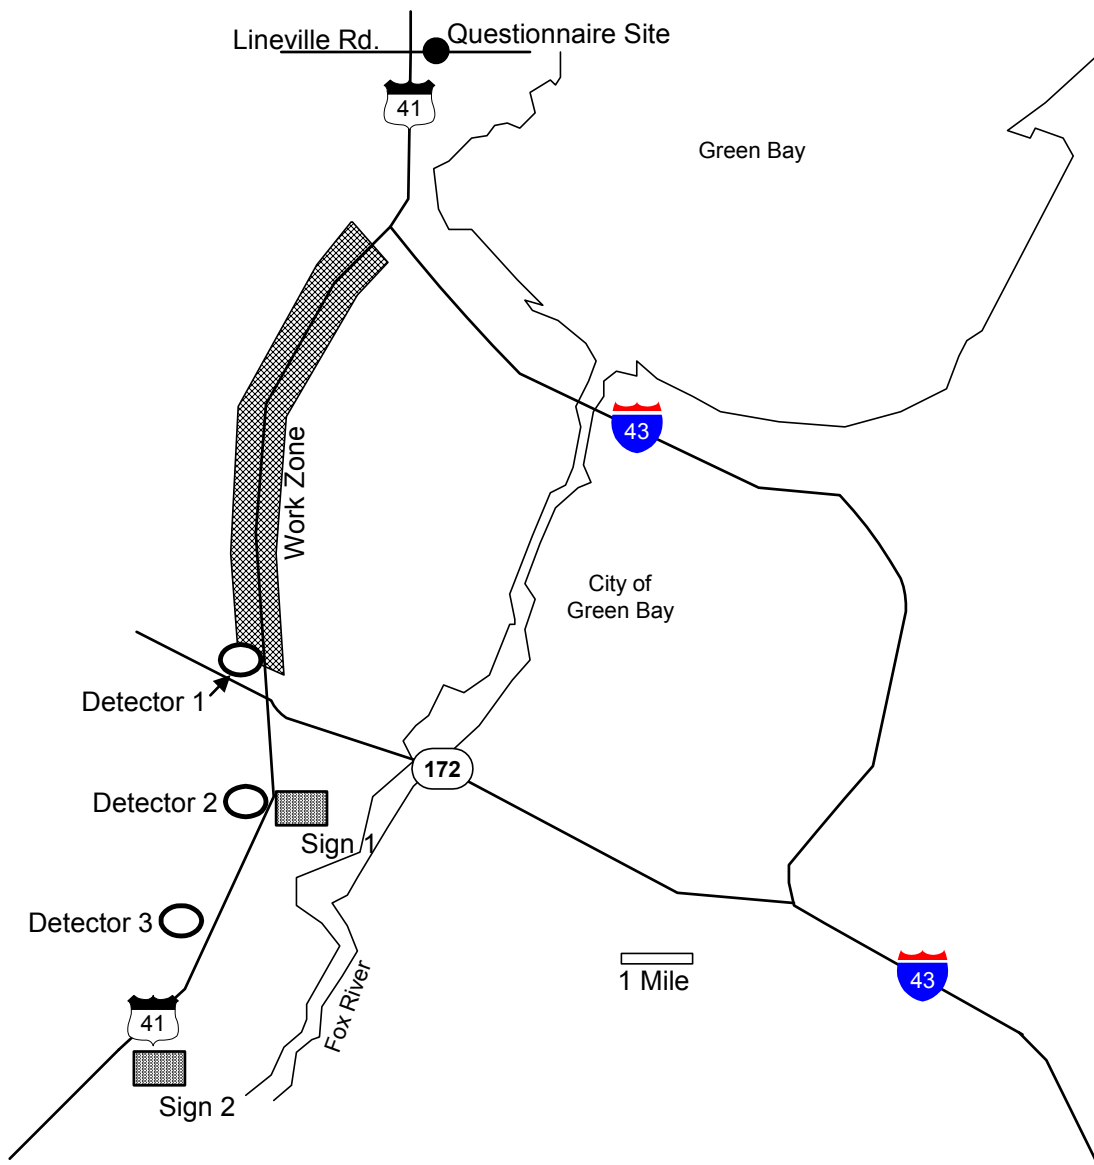 Lineville Rd.
Questionnaire Site
41
Green Bay
43
Work Zone
City of
Green Bay
Detector 1
172
Detector 2
Sign 1
Detector 3
1 Mile
43
Fox River
41
Sign 2